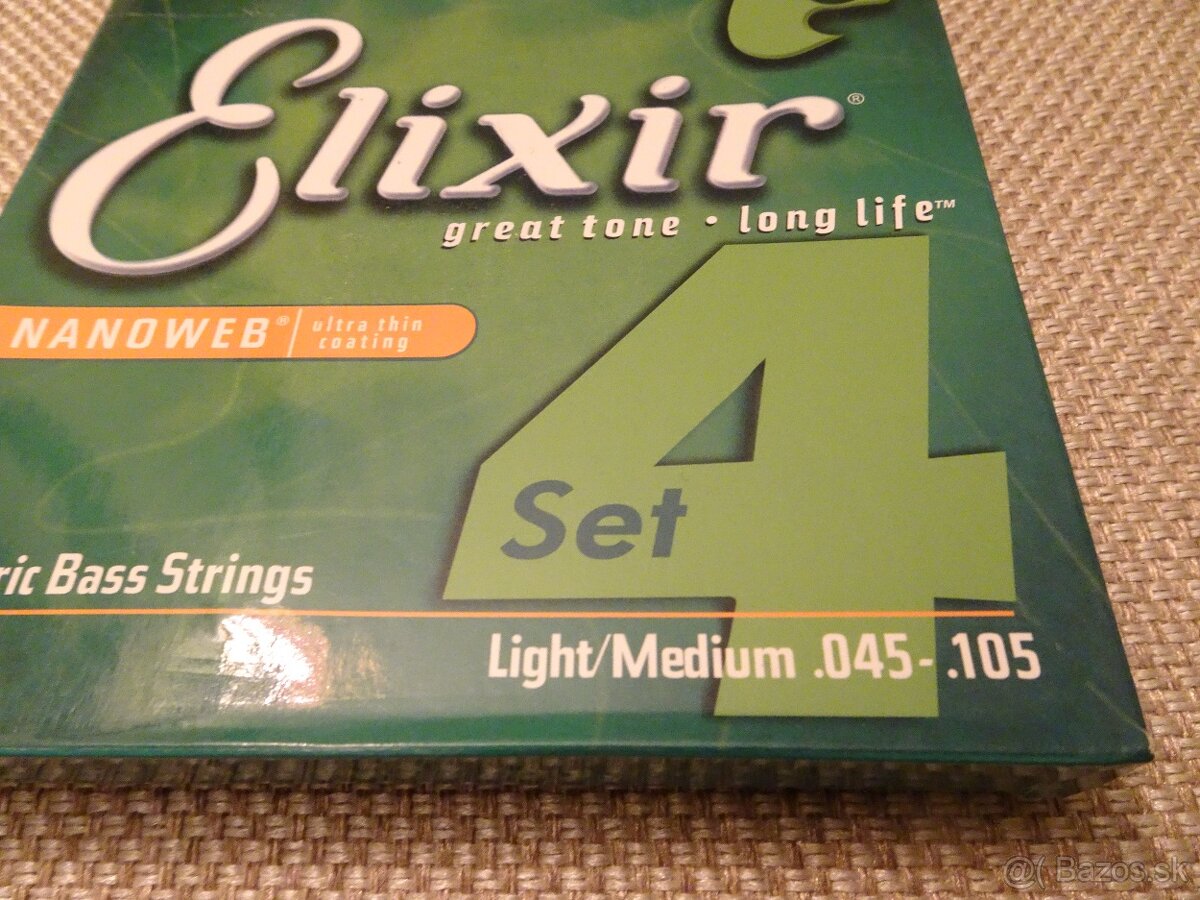 Elixir®
great tone • long life™
NANOWEB® ultra thin
coating
4
Set
ric Bass Strings
Light/Medium .045-.105
@( Bazos.sk